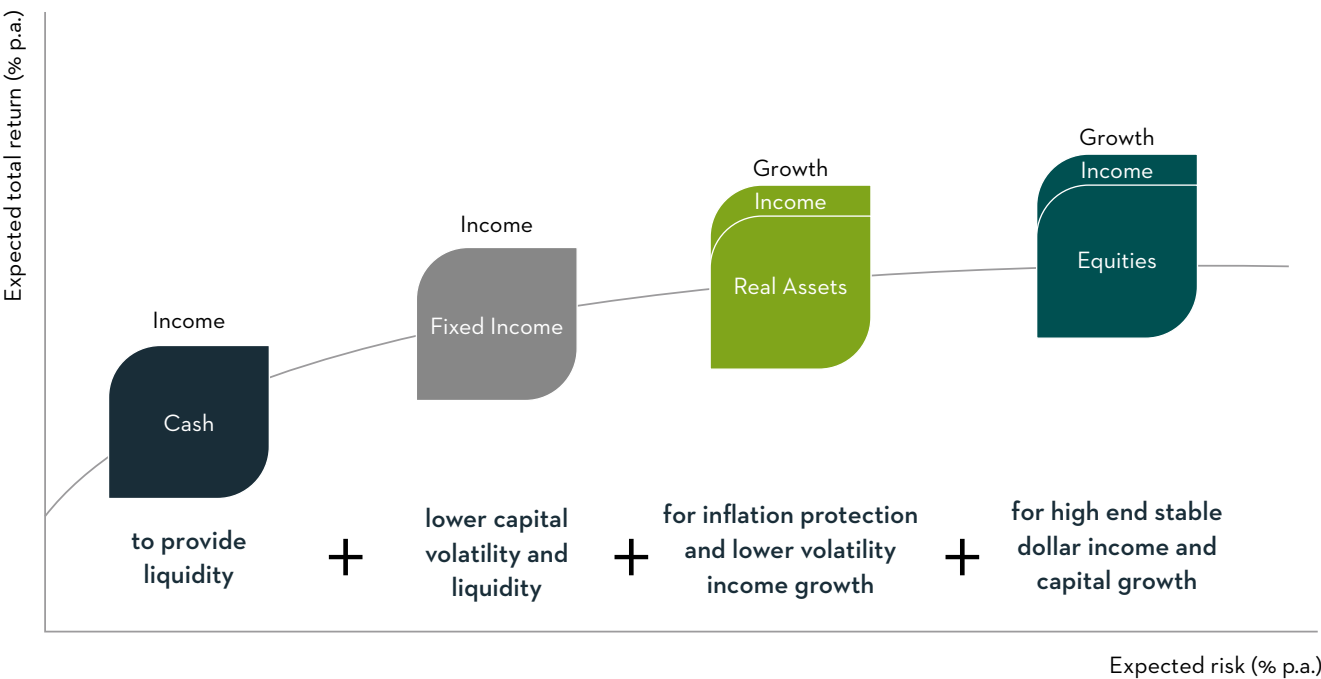 Expected total return (% p.a.)
Income
Cash
to provide
liquidity
+
Income
Fixed Income
lower capital
volatility and
liquidity
+
Growth
Income
Real Assets
for inflation protection
and lower volatility
income growth
+
Growth
Income
Equities
for high end stable
dollar income and
capital growth
Expected risk (% p.a.)